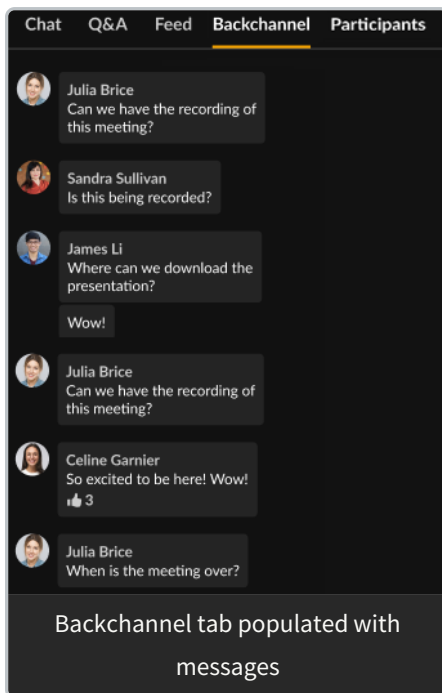 Chat Q&A Feed Backchannel Participants
Julia Brice
Can we have the recording of
this meeting?
Sandra Sullivan
Is this being recorded?
James Li
Where can we download the
presentation?
Wow!
Julia Brice
Can we have the recording of
this meeting?
Celine Garnier
So excited to be here! Wow!
3
Julia Brice
When is the meeting over?
Backchannel tab populated with
messages